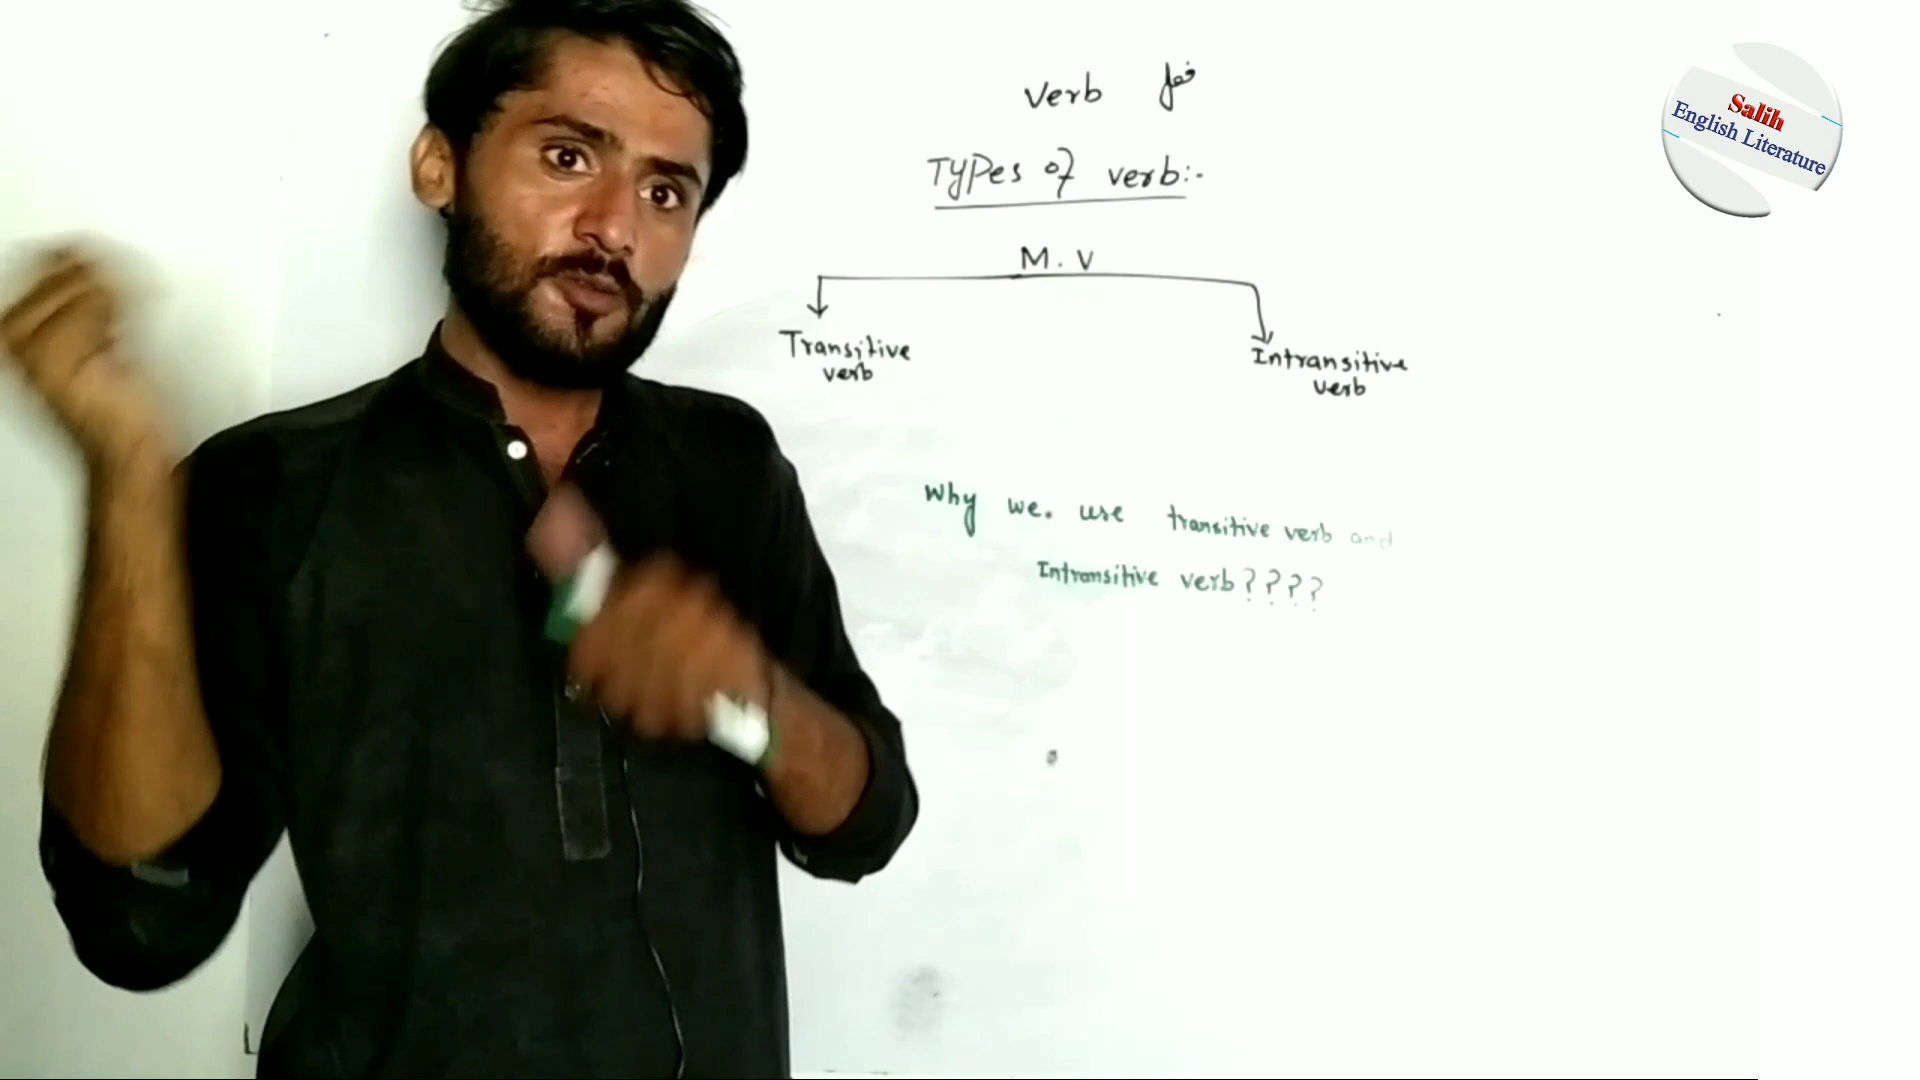 Verb فعل
Types of verb:-
M.V
Transitive
verb
Intransitive
verb
Why we. use transitive verb and
Intransitive verb????
Salih
English Literature